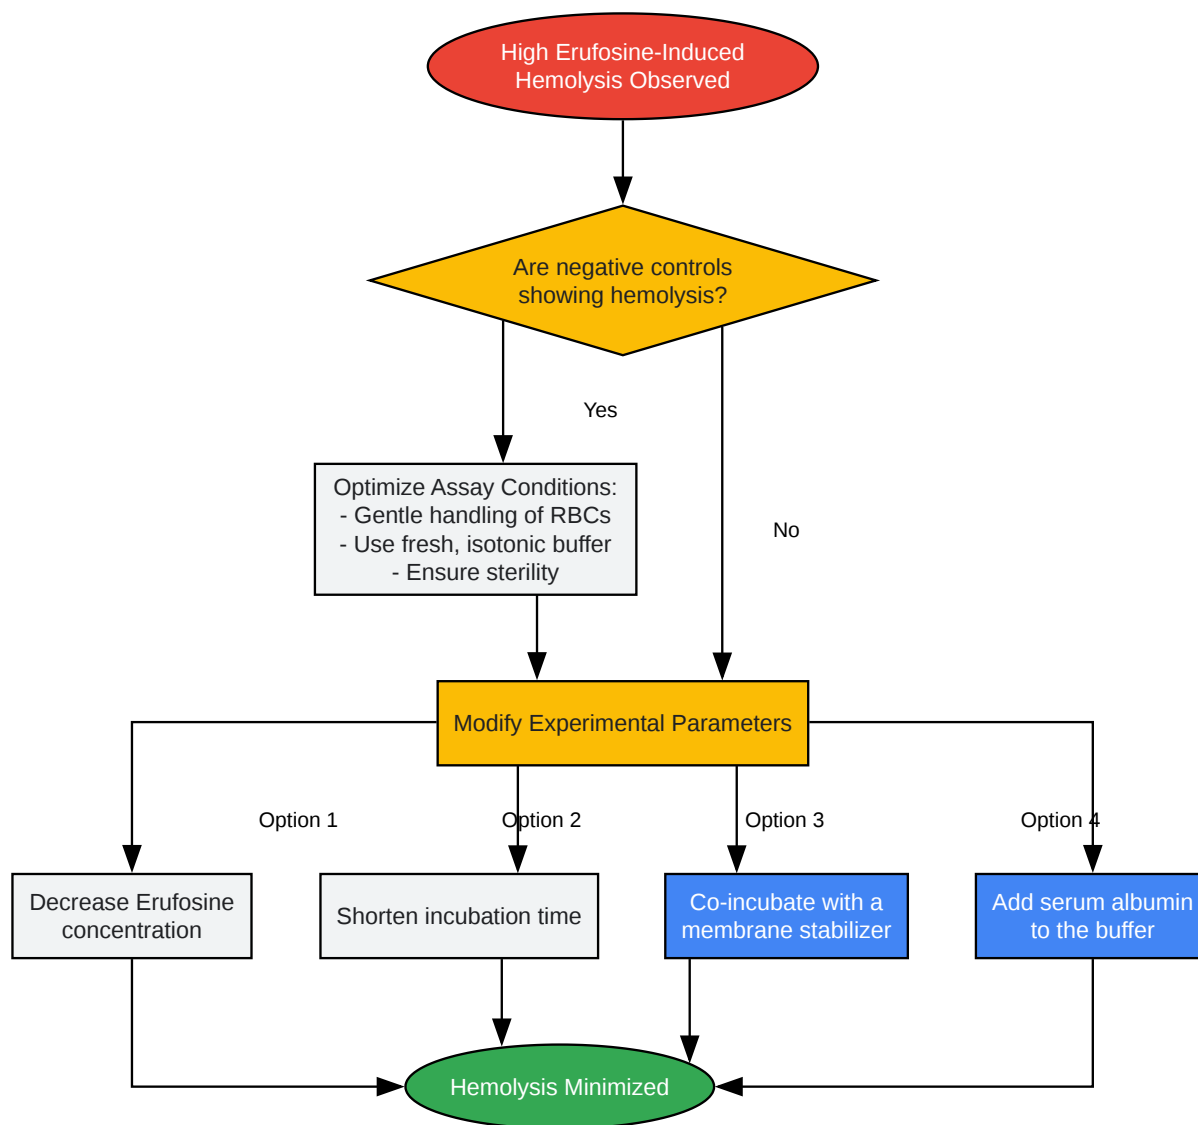 High Erufosine-Induced
Hemolysis Observed
Are negative controls
showing hemolysis?
Yes
Optimize Assay Conditions:
- Gentle handling of RBCs
- Use fresh, isotonic buffer
- Ensure sterility
No
Modify Experimental Parameters
Option 1
Option 2
Option 3
Option 4
Decrease Erufosine
concentration
Shorten incubation time
Co-incubate with a
membrane stabilizer
Add serum albumin
to the buffer
Hemolysis Minimized